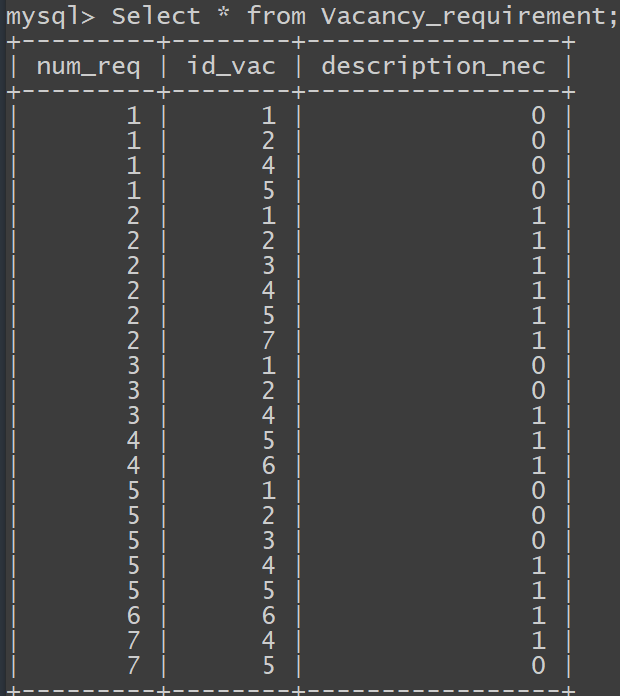 mysql> Select * from Vacancy_requirement;
+---------+--------+-----------------+
| num_req | id_vac | description_nec |
+---------+--------+-----------------+
|       1 |      1 |               0 |
|       1 |      2 |               0 |
|       1 |      4 |               0 |
|       1 |      5 |               0 |
|       2 |      1 |               1 |
|       2 |      2 |               1 |
|       2 |      3 |               1 |
|       2 |      4 |               1 |
|       2 |      5 |               1 |
|       2 |      7 |               1 |
|       3 |      1 |               0 |
|       3 |      2 |               0 |
|       3 |      4 |               1 |
|       4 |      5 |               1 |
|       4 |      6 |               1 |
|       5 |      1 |               0 |
|       5 |      2 |               0 |
|       5 |      3 |               0 |
|       5 |      4 |               1 |
|       5 |      5 |               1 |
|       6 |      6 |               1 |
|       7 |      4 |               1 |
|       7 |      5 |               0 |
+---------+--------+-----------------+